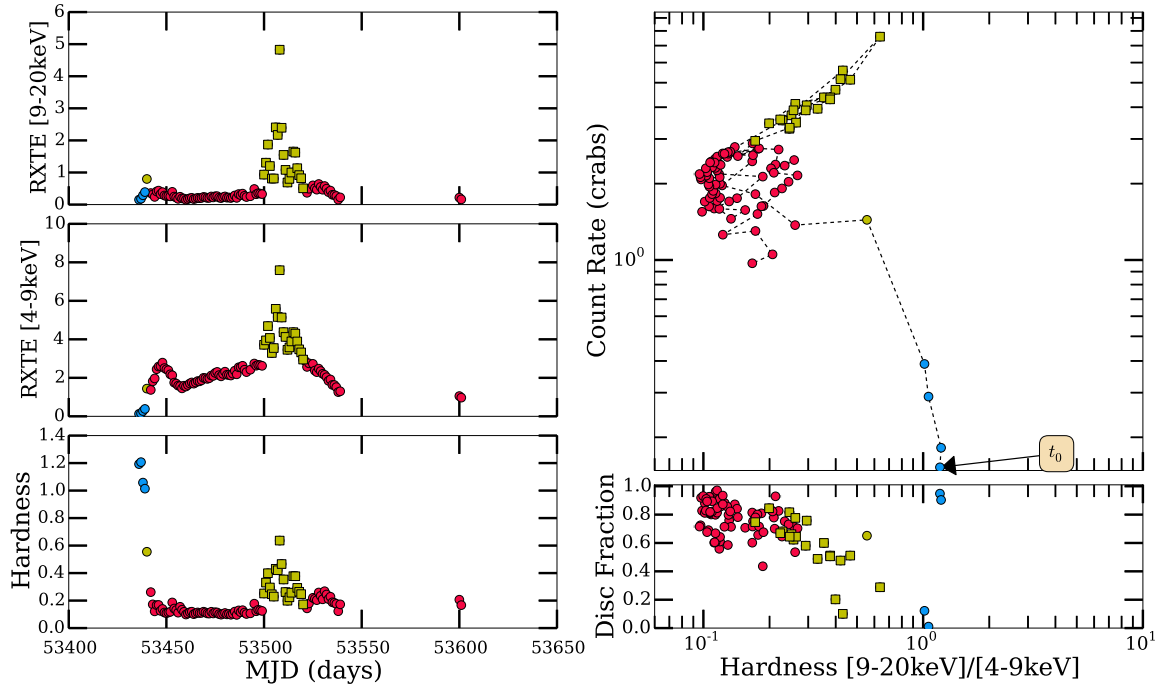 6
5
4
3
2
1
0
RXTE [9-20keV]
10
8
6
4
2
0
RXTE [4-9keV]
1.4
1.2
1.0
0.8
0.6
0.4
0.2
0.0
Hardness
53400 53450 53500 53550 53600 53650
MJD (days)
Count Rate (crabs)
10⁰
t₀
1.0
0.8
0.6
0.4
0.2
0.0
Disc Fraction
10⁻¹ 10⁰ 10¹
Hardness [9-20keV]/[4-9keV]